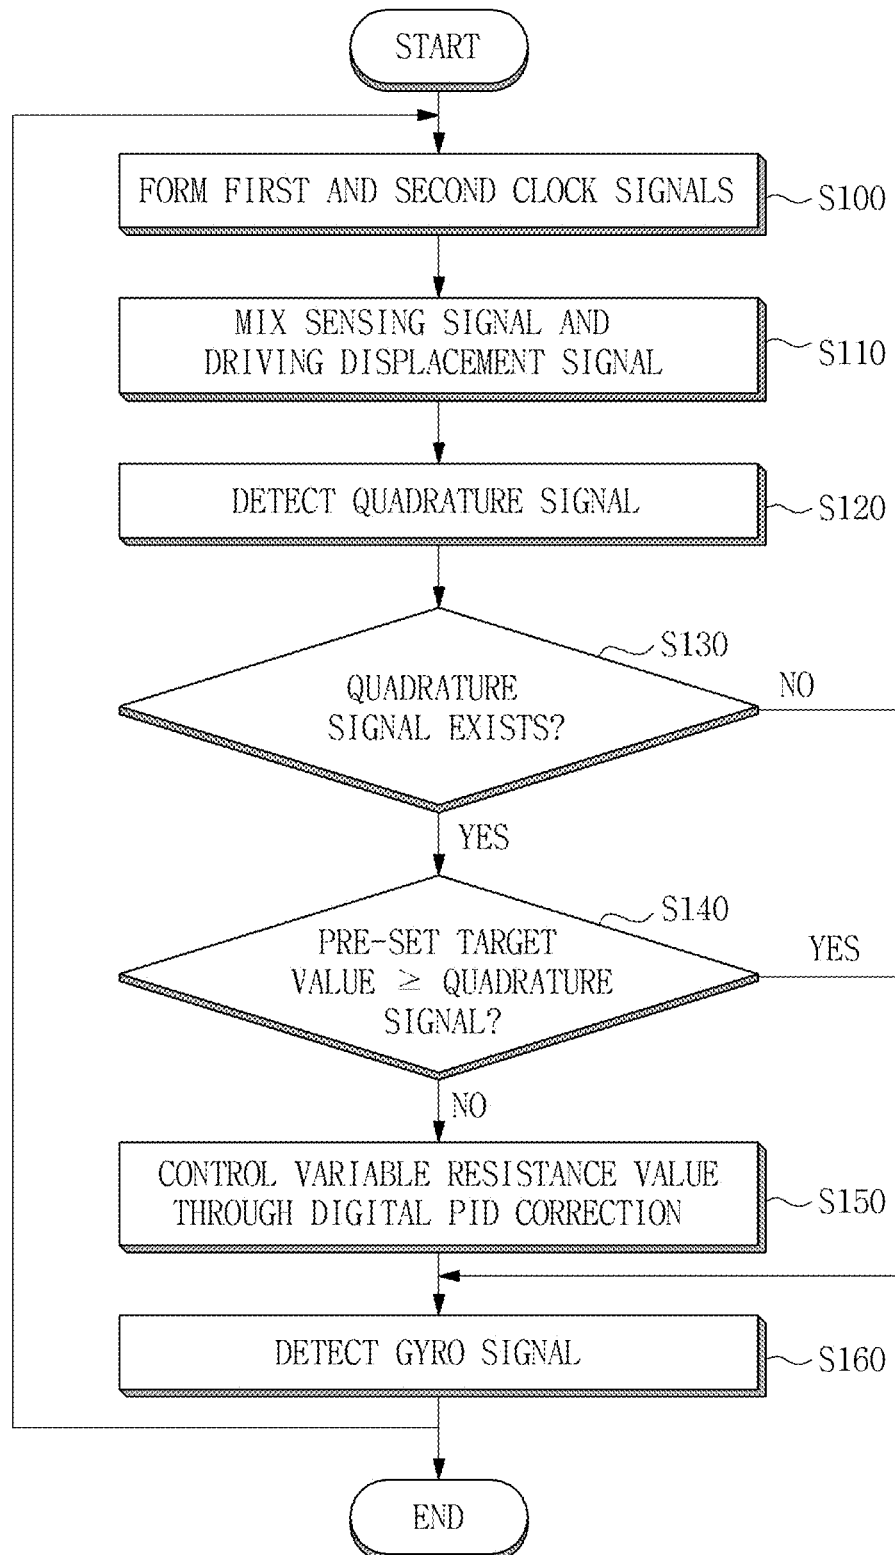 START
FORM FIRST AND SECOND CLOCK SIGNALS
S100
MIX SENSING SIGNAL AND
DRIVING DISPLACEMENT SIGNAL
S110
DETECT QUADRATURE SIGNAL
S120
S130
QUADRATURE
SIGNAL EXISTS?
NO
YES
S140
PRE-SET TARGET
VALUE ≥ QUADRATURE
SIGNAL?
YES
NO
CONTROL VARIABLE RESISTANCE VALUE
THROUGH DIGITAL PID CORRECTION
S150
DETECT GYRO SIGNAL
S160
END